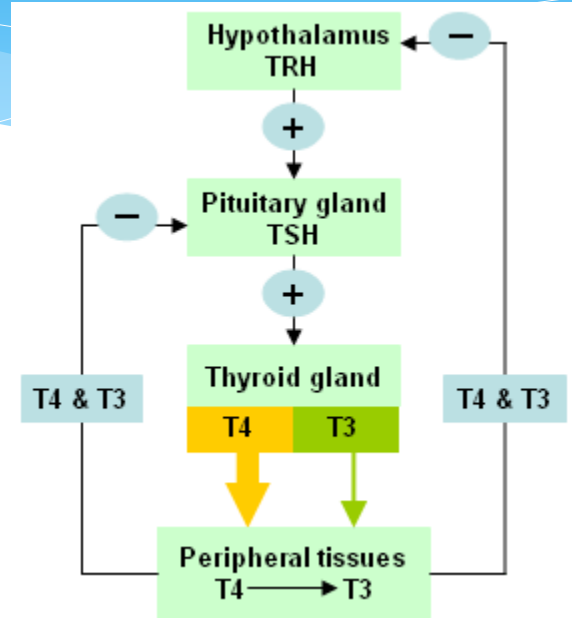 Hypothalamus
TRH
−
+
Pituitary gland
TSH
−
+
Thyroid gland
T4 T3
T4 & T3
T4 & T3
Peripheral tissues
T4 → T3